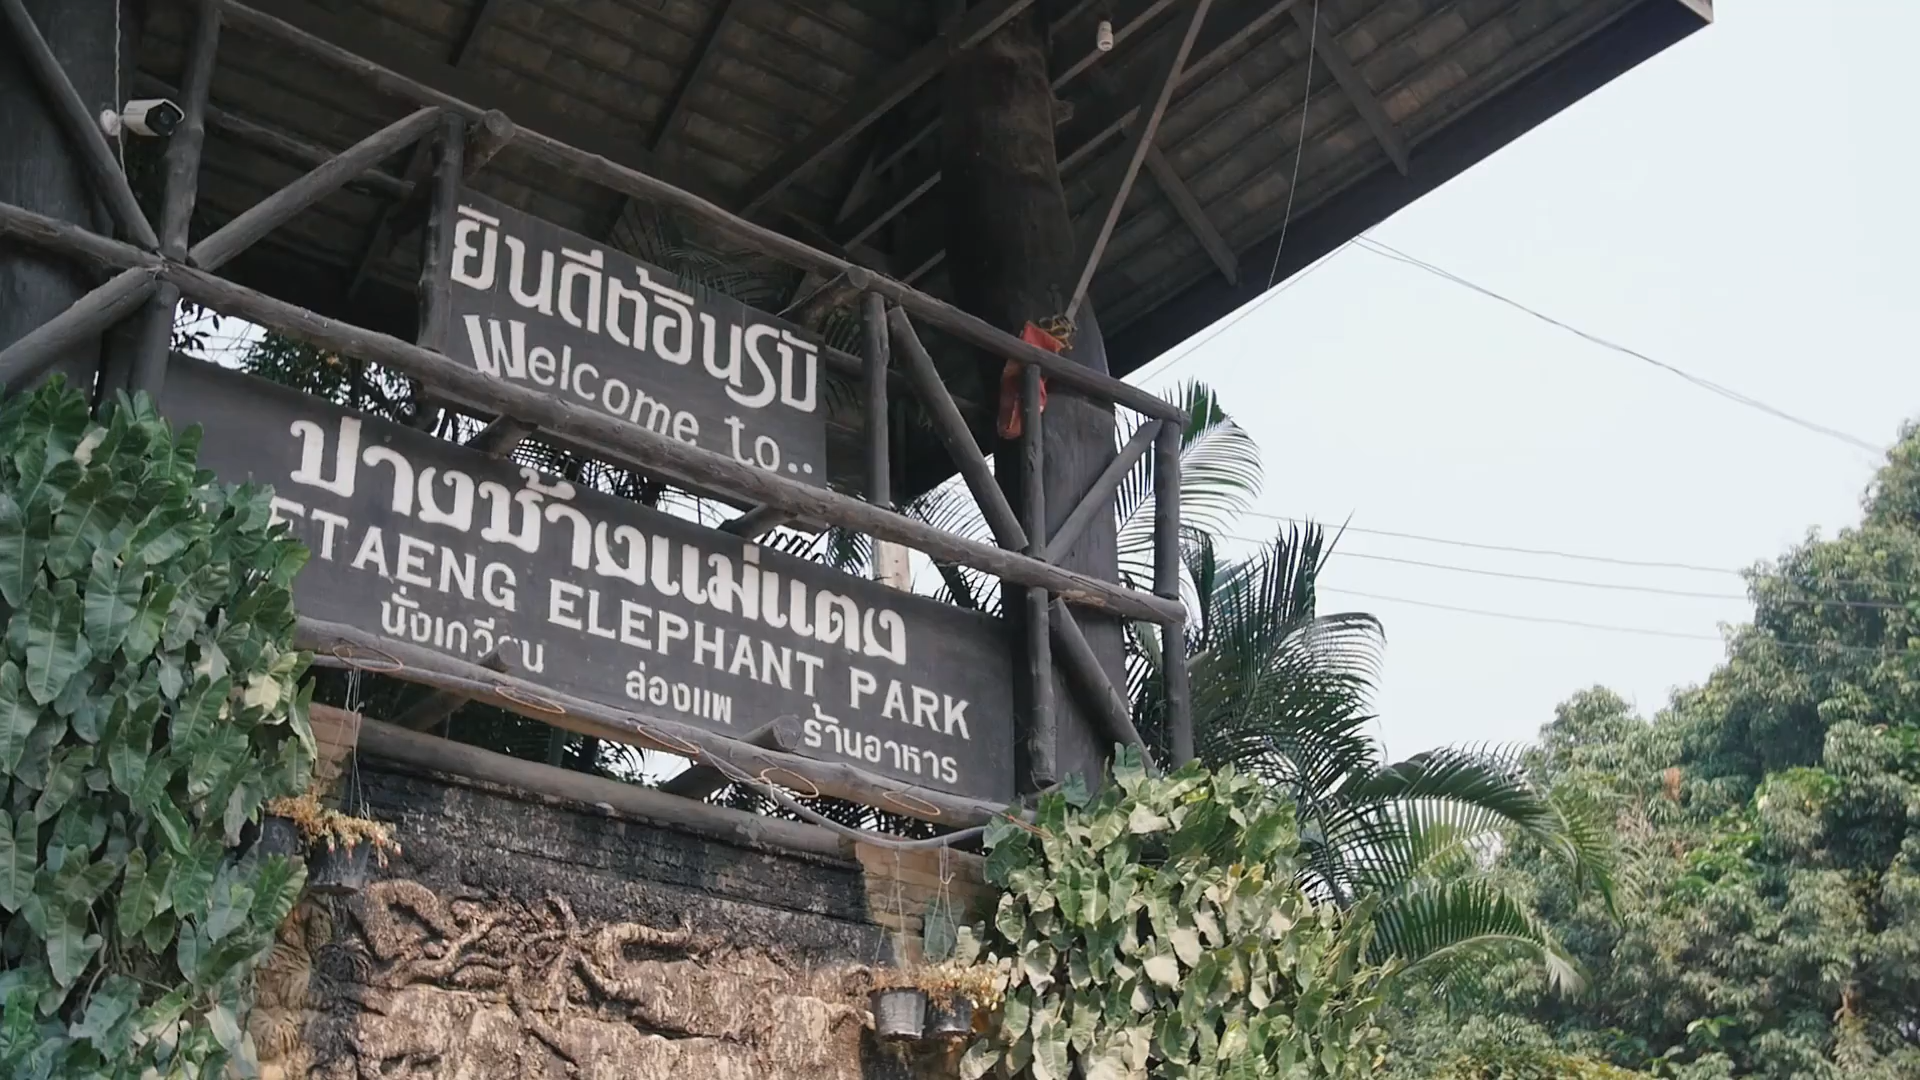 ยินดีต้อนรับ
Welcome to..
ปางช้างแม่แตง
ETAENG ELEPHANT PARK
นั่งเกวียน ล่องแพ ร้านอาหาร